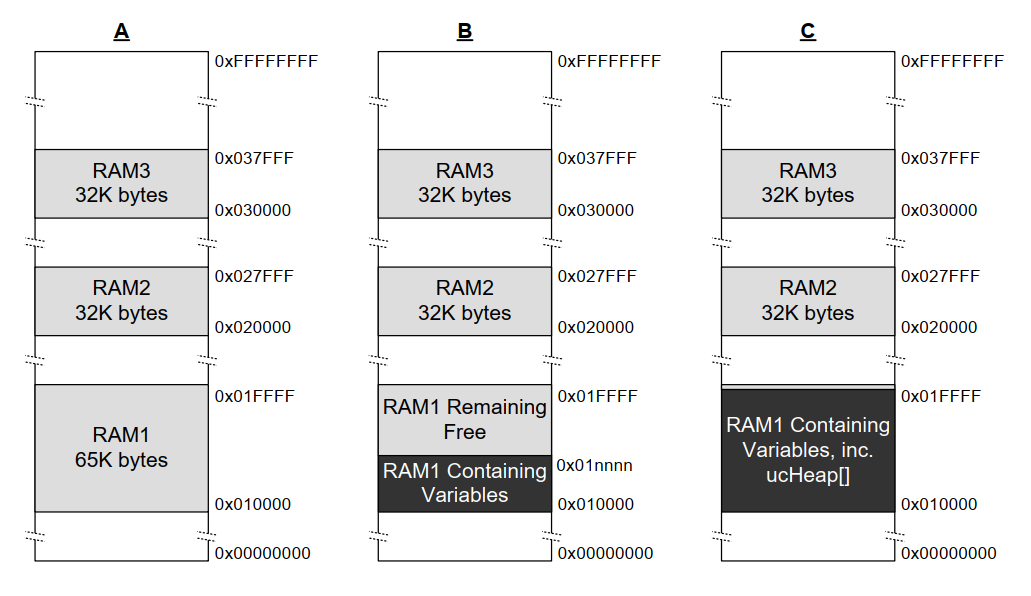 A
0xFFFFFFFF
RAM3
32K bytes
0x037FFF
0x030000
RAM2
32K bytes
0x027FFF
0x020000
RAM1
65K bytes
0x01FFFF
0x010000
0x00000000
B
0xFFFFFFFF
RAM3
32K bytes
0x037FFF
0x030000
RAM2
32K bytes
0x027FFF
0x020000
RAM1 Remaining
Free
0x01FFFF
0x01nnnn
RAM1 Containing
Variables
0x010000
0x00000000
C
0xFFFFFFFF
RAM3
32K bytes
0x037FFF
0x030000
RAM2
32K bytes
0x027FFF
0x020000
0x01FFFF
RAM1 Containing
Variables, inc.
ucHeap[]
0x010000
0x00000000